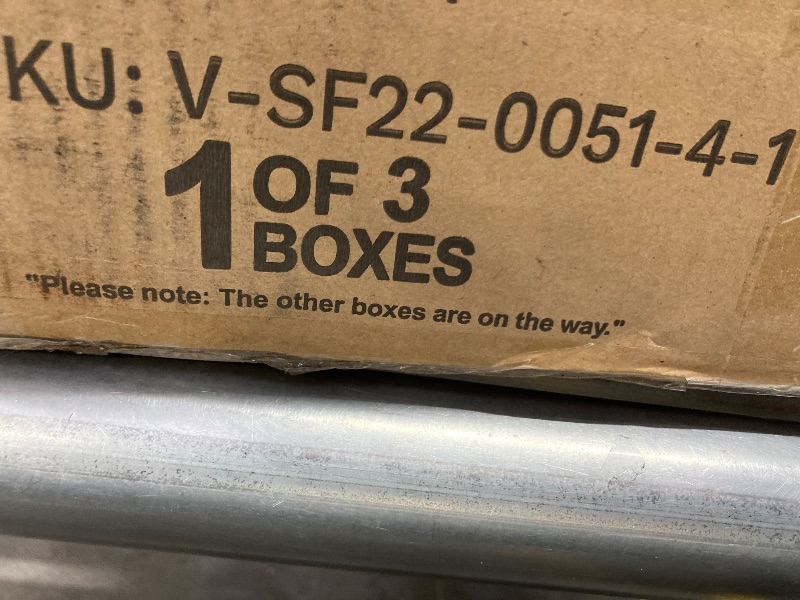 KU: V-SF22-0051-4-1
1 OF 3
BOXES
"Please note: The other boxes are on the way."